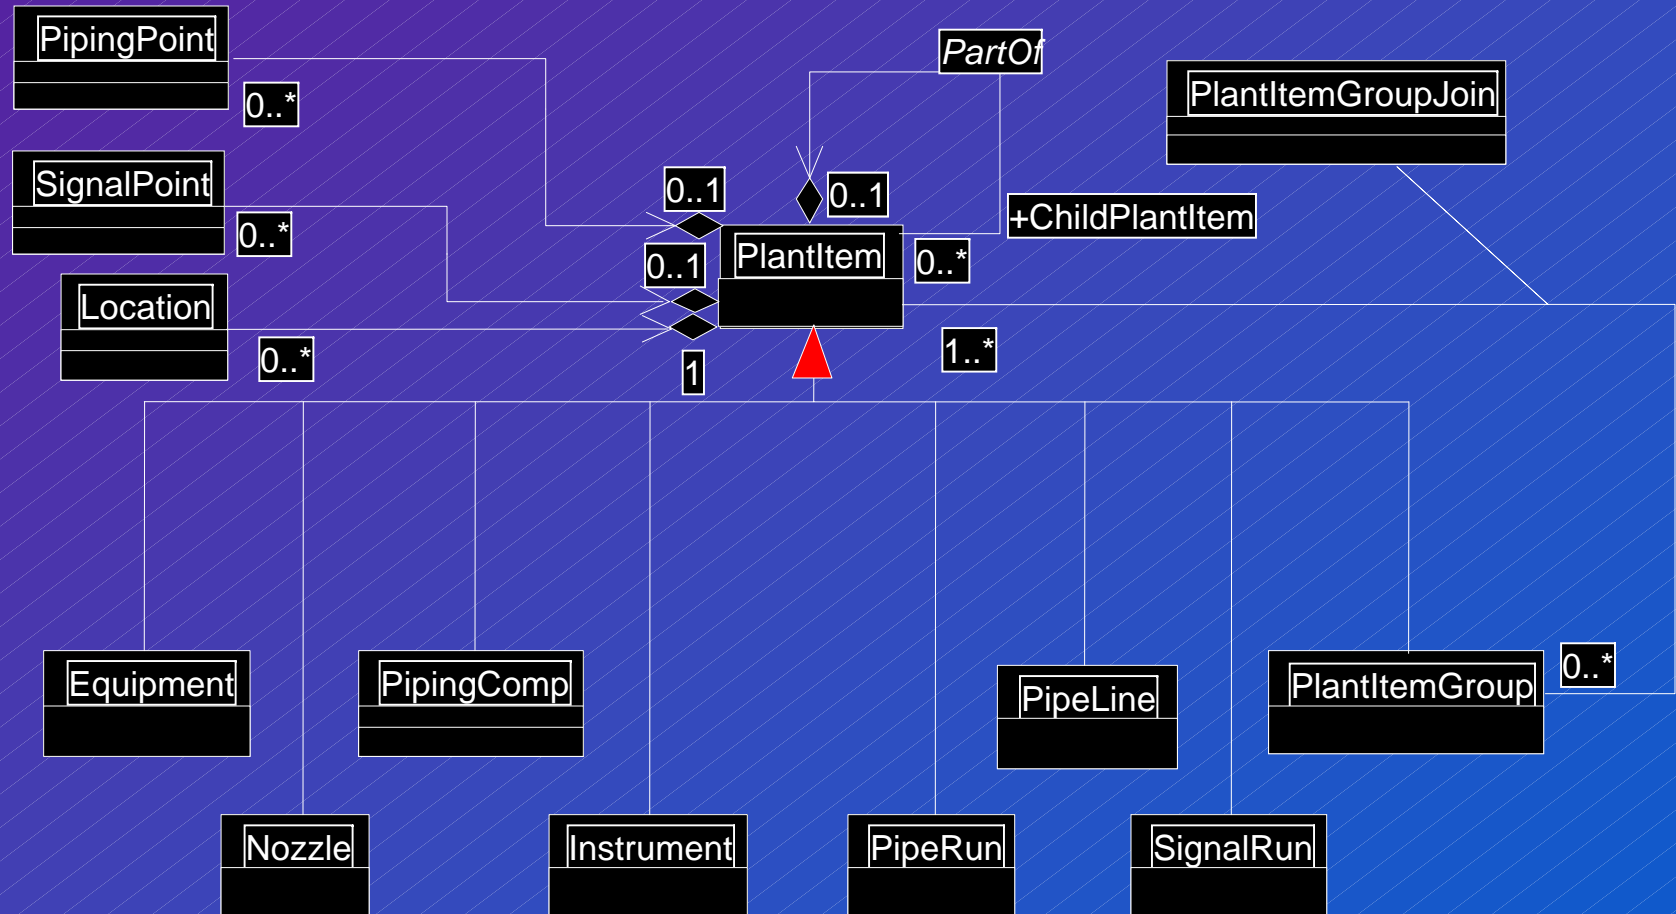 PipingPoint
0..*
PartOf
PlantItemGroupJoin
SignalPoint
0..*
0..1
0..1
+ChildPlantItem
0..1
PlantItem
0..*
Location
0..*
1
1..*
Equipment
PipingComp
PipeLine
PlantItemGroup
0..*
Nozzle
Instrument
PipeRun
SignalRun